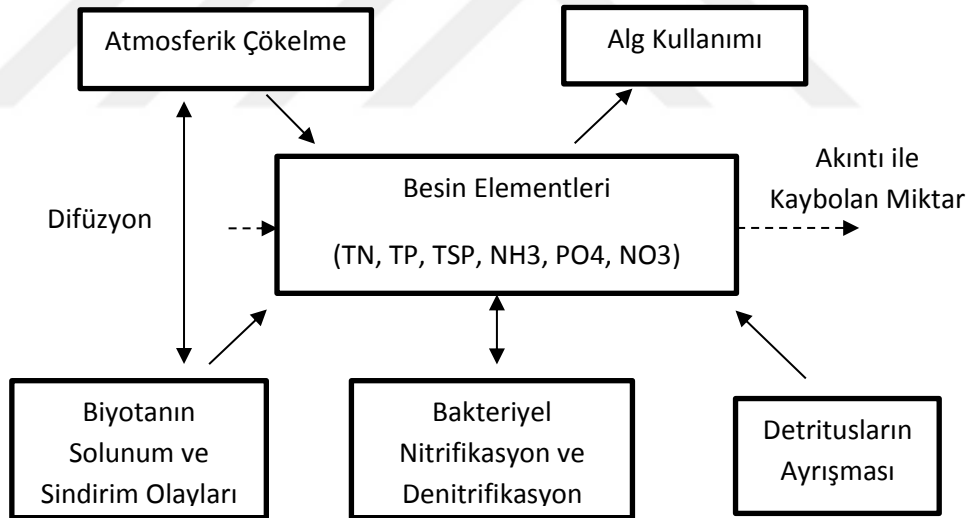 Atmosferik Çökelme
Alg Kullanımı
Difüzyon
Besin Elementleri
(TN, TP, TSP, NH3, PO4, NO3)
Akıntı ile
Kaybolan Miktar
Biyotanın
Solunum ve
Sindirim Olayları
Bakteriyel
Nitrifikasyon ve
Denitrifikasyon
Detritusların
Ayrışması